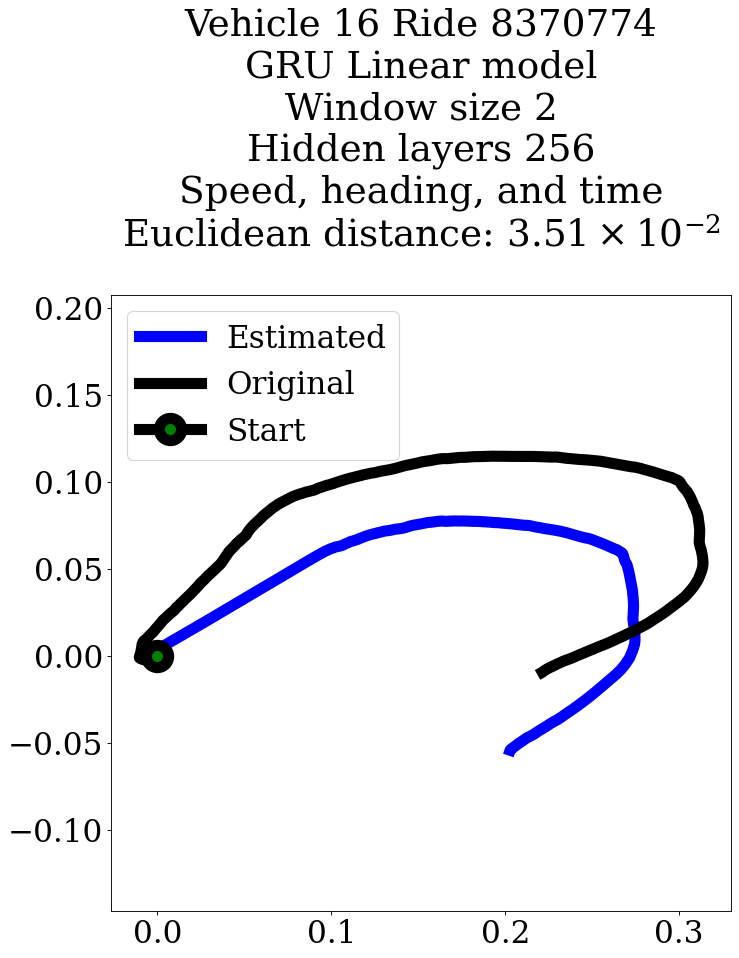 Vehicle 16 Ride 8370774
GRU Linear model
Window size 2
Hidden layers 256
Speed, heading, and time
Euclidean distance: 3.51 × 10⁻²
Estimated
Original
Start
0.20
0.15
0.10
0.05
0.00
−0.05
−0.10
0.0 0.1 0.2 0.3